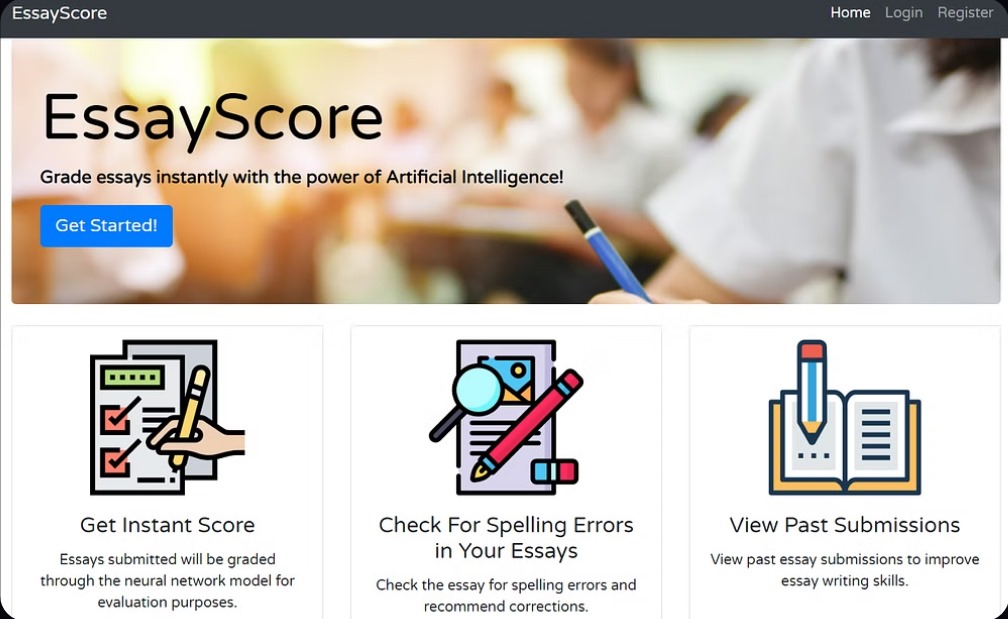 EssayScore
Home Login Register
EssayScore
Grade essays instantly with the power of Artificial Intelligence!
Get Started!
Get Instant Score
Essays submitted will be graded
through the neural network model for
evaluation purposes.
Check For Spelling Errors
in Your Essays
Check the essay for spelling errors and
recommend corrections.
View Past Submissions
View past essay submissions to improve
essay writing skills.